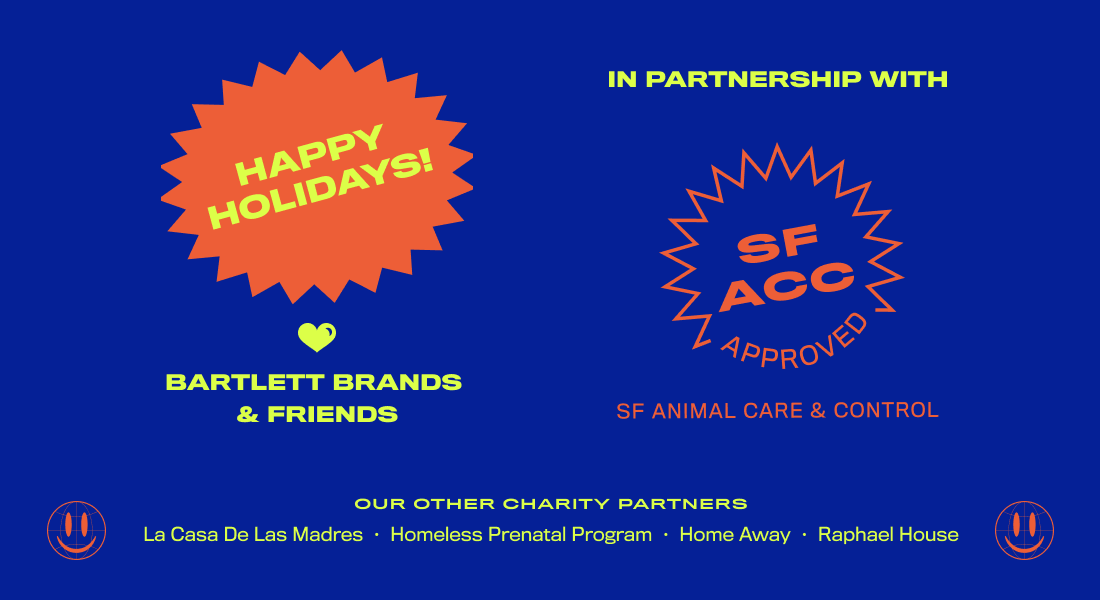 HAPPY
HOLIDAYS!
BARTLETT BRANDS
& FRIENDS
IN PARTNERSHIP WITH
SF
ACC
APPROVED
SF ANIMAL CARE & CONTROL
OUR OTHER CHARITY PARTNERS
La Casa De Las Madres · Homeless Prenatal Program · Home Away · Raphael House